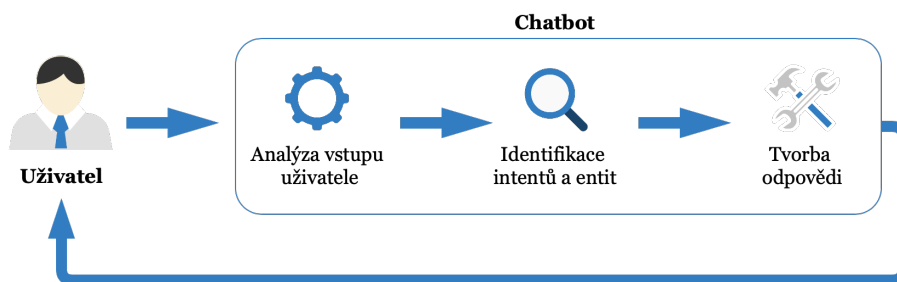 Chatbot
Analýza vstupu
uživatele
Identifikace
intentů a entit
Tvorba
odpovědi
Uživatel